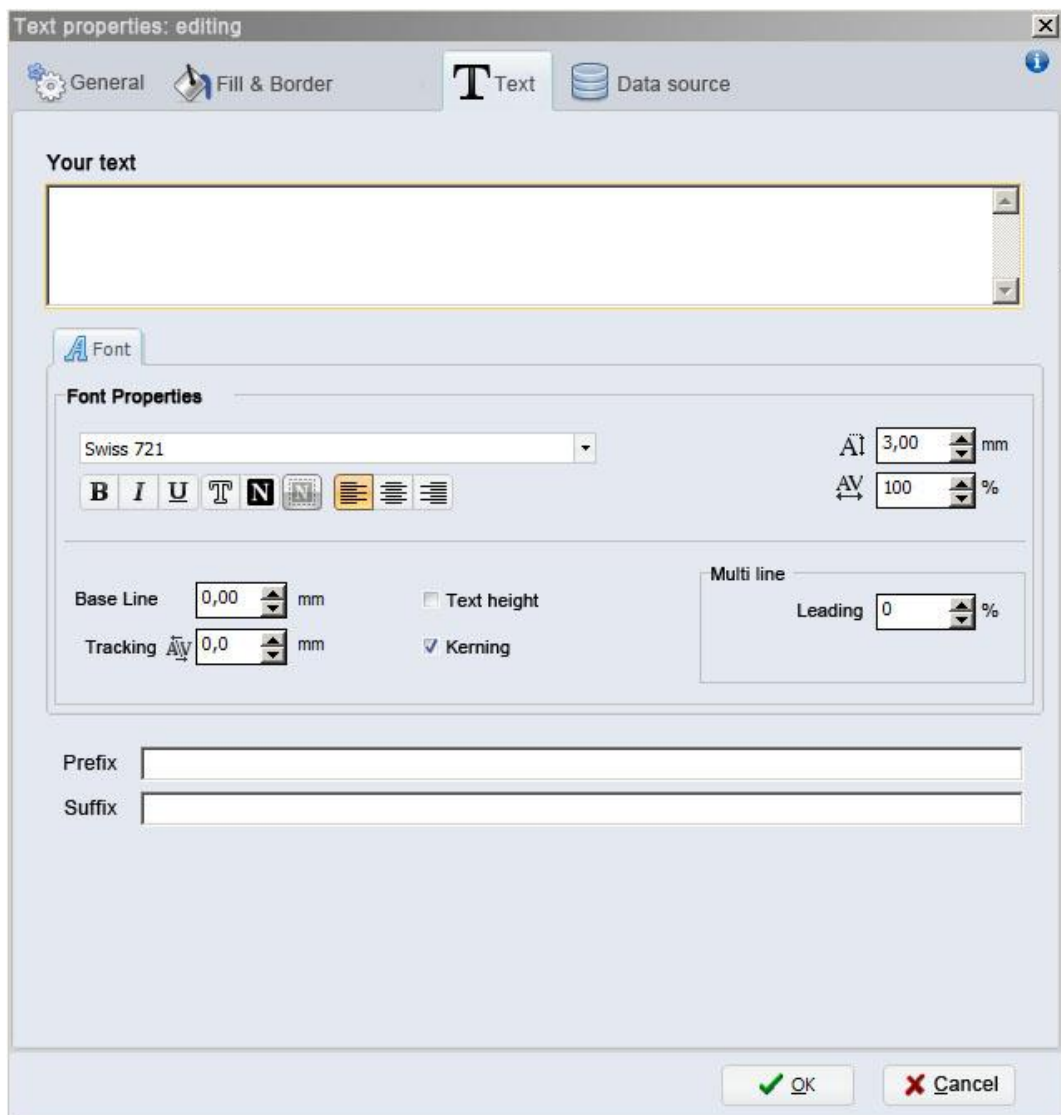 Text properties: editing
General Fill & Border T Text Data source
Your text
A Font
Font Properties
Swiss 721 A 3,00 mm
B I U T N N AV 100 %
Multi line
Base Line 0,00 mm Text height Leading 0 %
Tracking AV 0,0 mm Kerning
Prefix
Suffix
OK Cancel